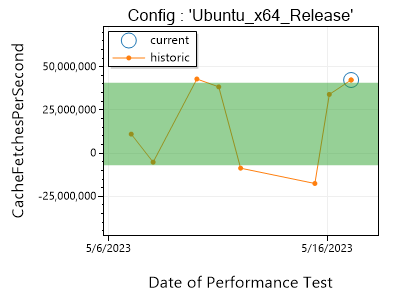 Config : 'Ubuntu_x64_Release'
current
historic
50,000,000
25,000,000
0
-25,000,000
CacheFetchesPerSecond
5/6/2023
5/16/2023
Date of Performance Test